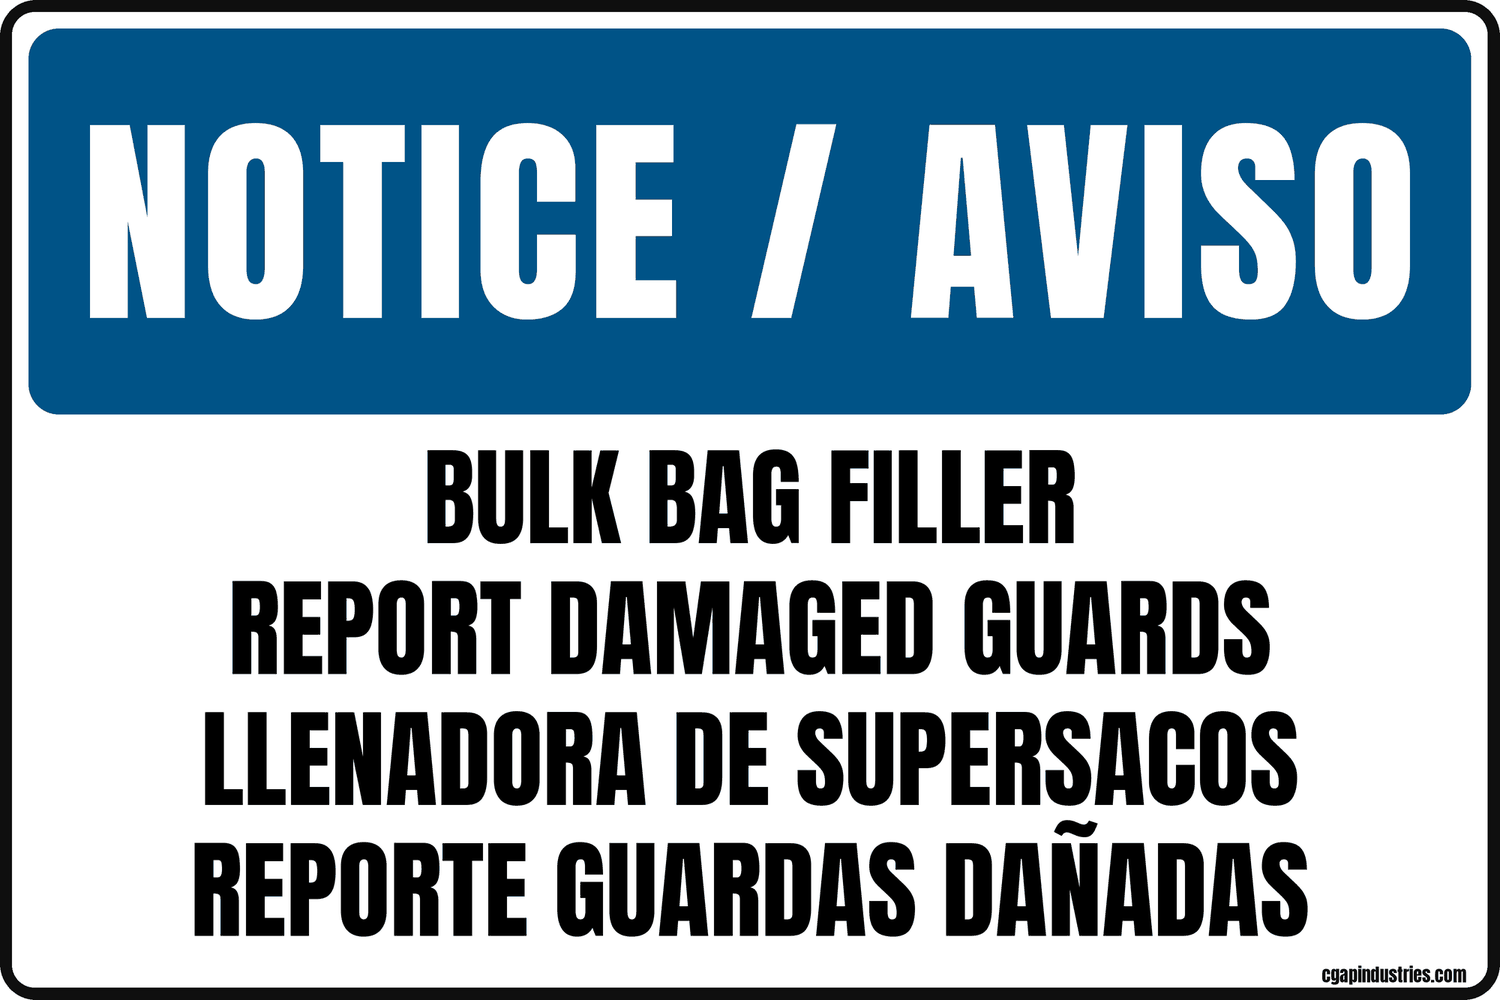 NOTICE / AVISO
BULK BAG FILLER
REPORT DAMAGED GUARDS
LLENADORA DE SUPERSACOS
REPORTE GUARDAS DAÑADAS
cgapindustries.com